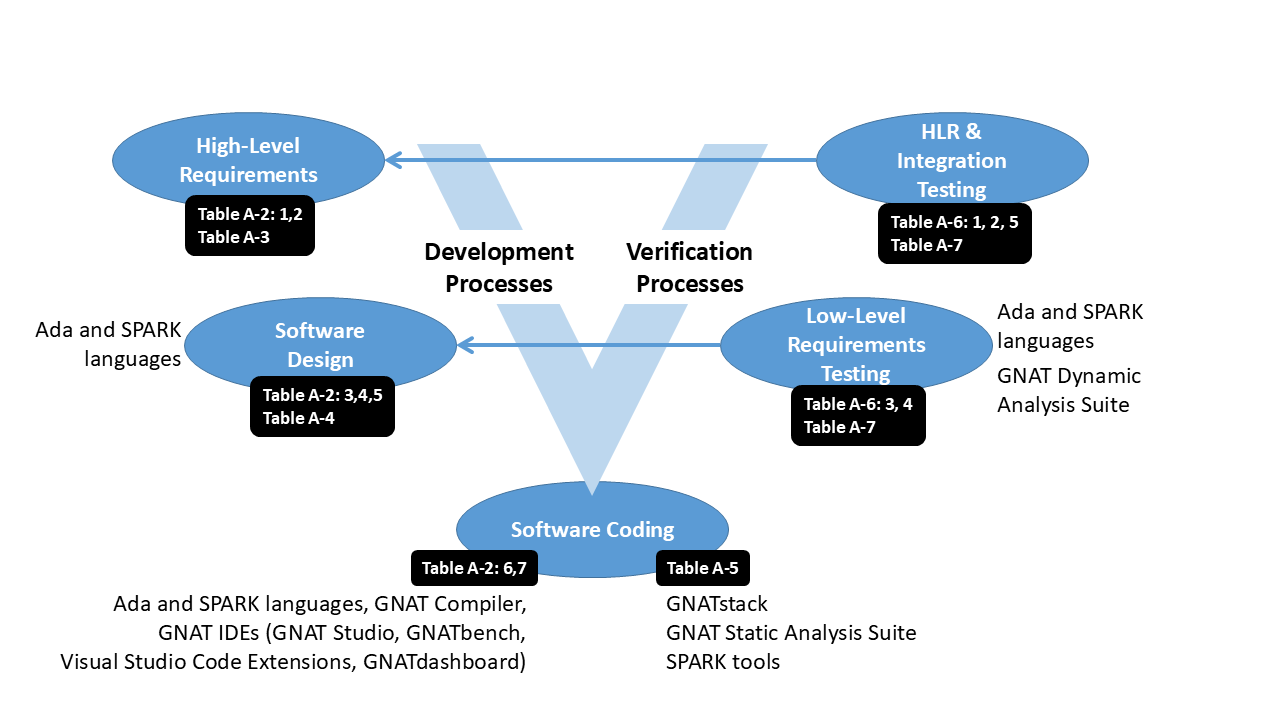 High-Level
Requirements
Table A-2: 1,2
Table A-3
HLR &
Integration
Testing
Table A-6: 1, 2, 5
Table A-7
Development
Processes
Verification
Processes
Ada and SPARK
languages
Software
Design
Table A-2: 3,4,5
Table A-4
Low-Level
Requirements
Testing
Table A-6: 3, 4
Table A-7
Ada and SPARK
languages
GNAT Dynamic
Analysis Suite
Software Coding
Table A-2: 6,7
Table A-5
Ada and SPARK languages, GNAT Compiler,
GNAT IDEs (GNAT Studio, GNATbench,
Visual Studio Code Extensions, GNATdashboard)
GNATstack
GNAT Static Analysis Suite
SPARK tools